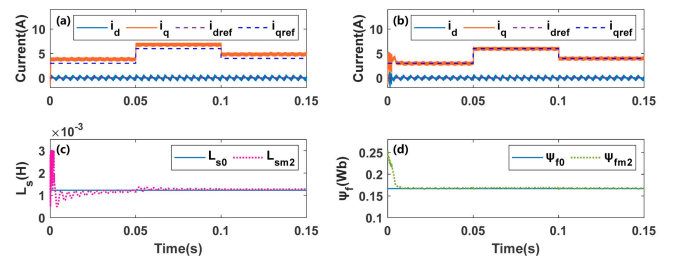 (a) i_d i_q i_dref i_qref
Current(A)
10
5
0
0 0.05 0.1 0.15
(b) i_d i_q i_dref i_qref
Current(A)
10
5
0
0 0.05 0.1 0.15
×10⁻³
(c) L_s0 L_sm2
L_s(H)
3
2
1
0
0 0.05 0.1 0.15
Time(s)
(d) Ψ_f0 Ψ_fm2
Ψ_f(Wb)
0.25
0.2
0.15
0.1
0 0.05 0.1 0.15
Time(s)